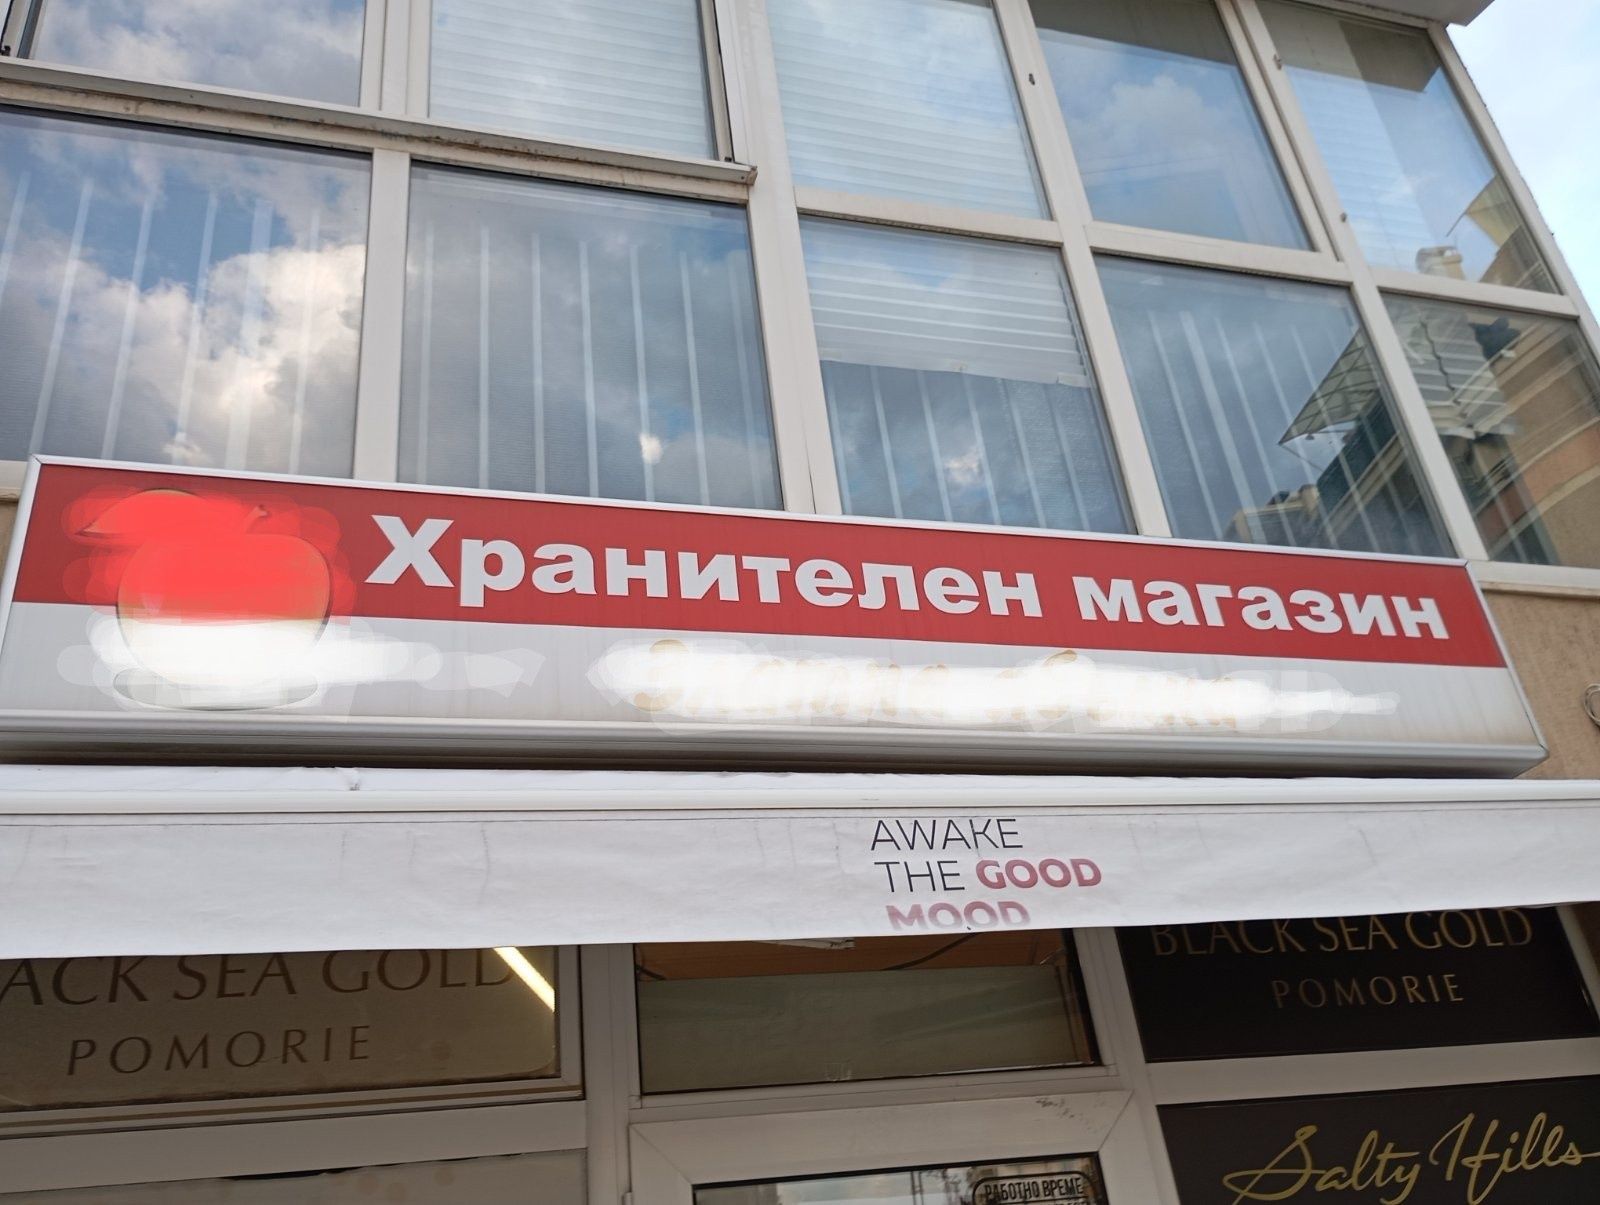 Хранителен магазин
AWAKE
THE GOOD
MOOD
ACK SEA GOLD
POMORIE
BLACK SEA GOLD
POMORIE
Salty Hills
РАБОТНО ВРЕМЕ